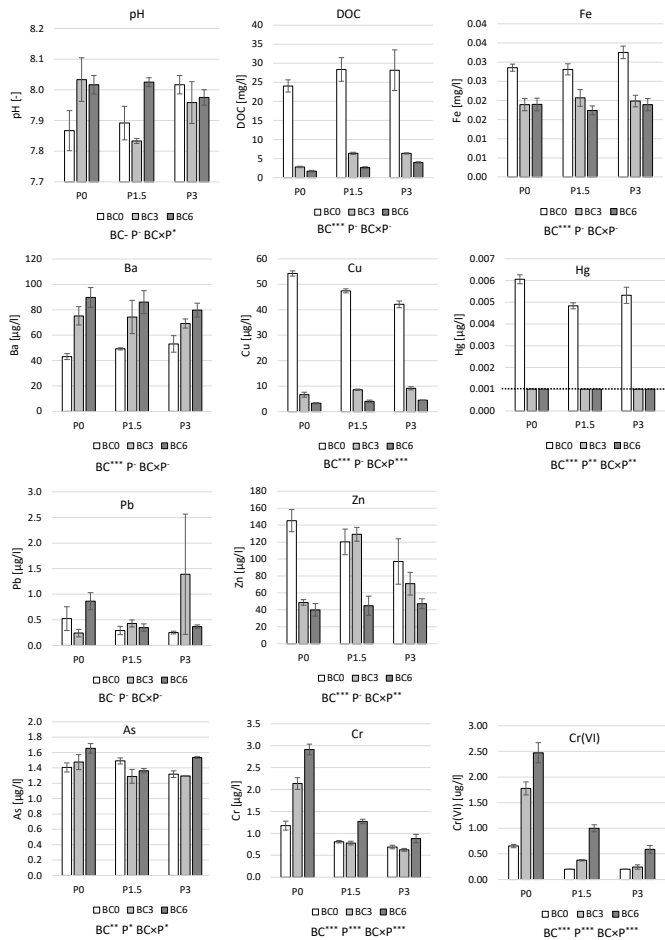 pH
pH [-]
8.2
8.1
8.0
7.9
7.8
7.7
P0 P1.5 P3
BC0 BC3 BC6
BC- P- BC×P*
DOC
DOC [mg/l]
40
35
30
25
20
15
10
5
0
P0 P1.5 P3
BC0 BC3 BC6
BC*** P- BC×P-
Fe
Fe [mg/l]
0.04
0.04
0.03
0.03
0.02
0.02
0.01
0.01
0.00
P0 P1.5 P3
BC0 BC3 BC6
BC*** P- BC×P-
Ba
Ba [µg/l]
120
100
80
60
40
20
0
P0 P1.5 P3
BC0 BC3 BC6
BC*** P- BC×P-
Cu
Cu [µg/l]
60
50
40
30
20
10
0
P0 P1.5 P3
BC0 BC3 BC6
BC*** P- BC×P***
Hg
Hg [µg/l]
0.007
0.006
0.005
0.004
0.003
0.002
0.001
0.000
P0 P1.5 P3
BC0 BC3 BC6
BC*** P** BC×P**
Pb
Pb [µg/l]
3.0
2.5
2.0
1.5
1.0
0.5
0.0
P0 P1.5 P3
BC0 BC3 BC6
BC- P- BC×P-
Zn
Zn [µg/l]
180
160
140
120
100
80
60
40
20
0
P0 P1.5 P3
BC0 BC3 BC6
BC*** P- BC×P**
As
As [µg/l]
2.0
1.8
1.6
1.4
1.2
1.0
0.8
0.6
0.4
0.2
0.0
P0 P1.5 P3
BC0 BC3 BC6
BC** P* BC×P*
Cr
Cr [µg/l]
3.5
3.0
2.5
2.0
1.5
1.0
0.5
0.0
P0 P1.5 P3
BC0 BC3 BC6
BC*** P*** BC×P***
Cr(VI)
Cr(VI) [ug/l]
3.00
2.50
2.00
1.50
1.00
0.50
0.00
P0 P1.5 P3
BC0 BC3 BC6
BC*** P*** BC×P***